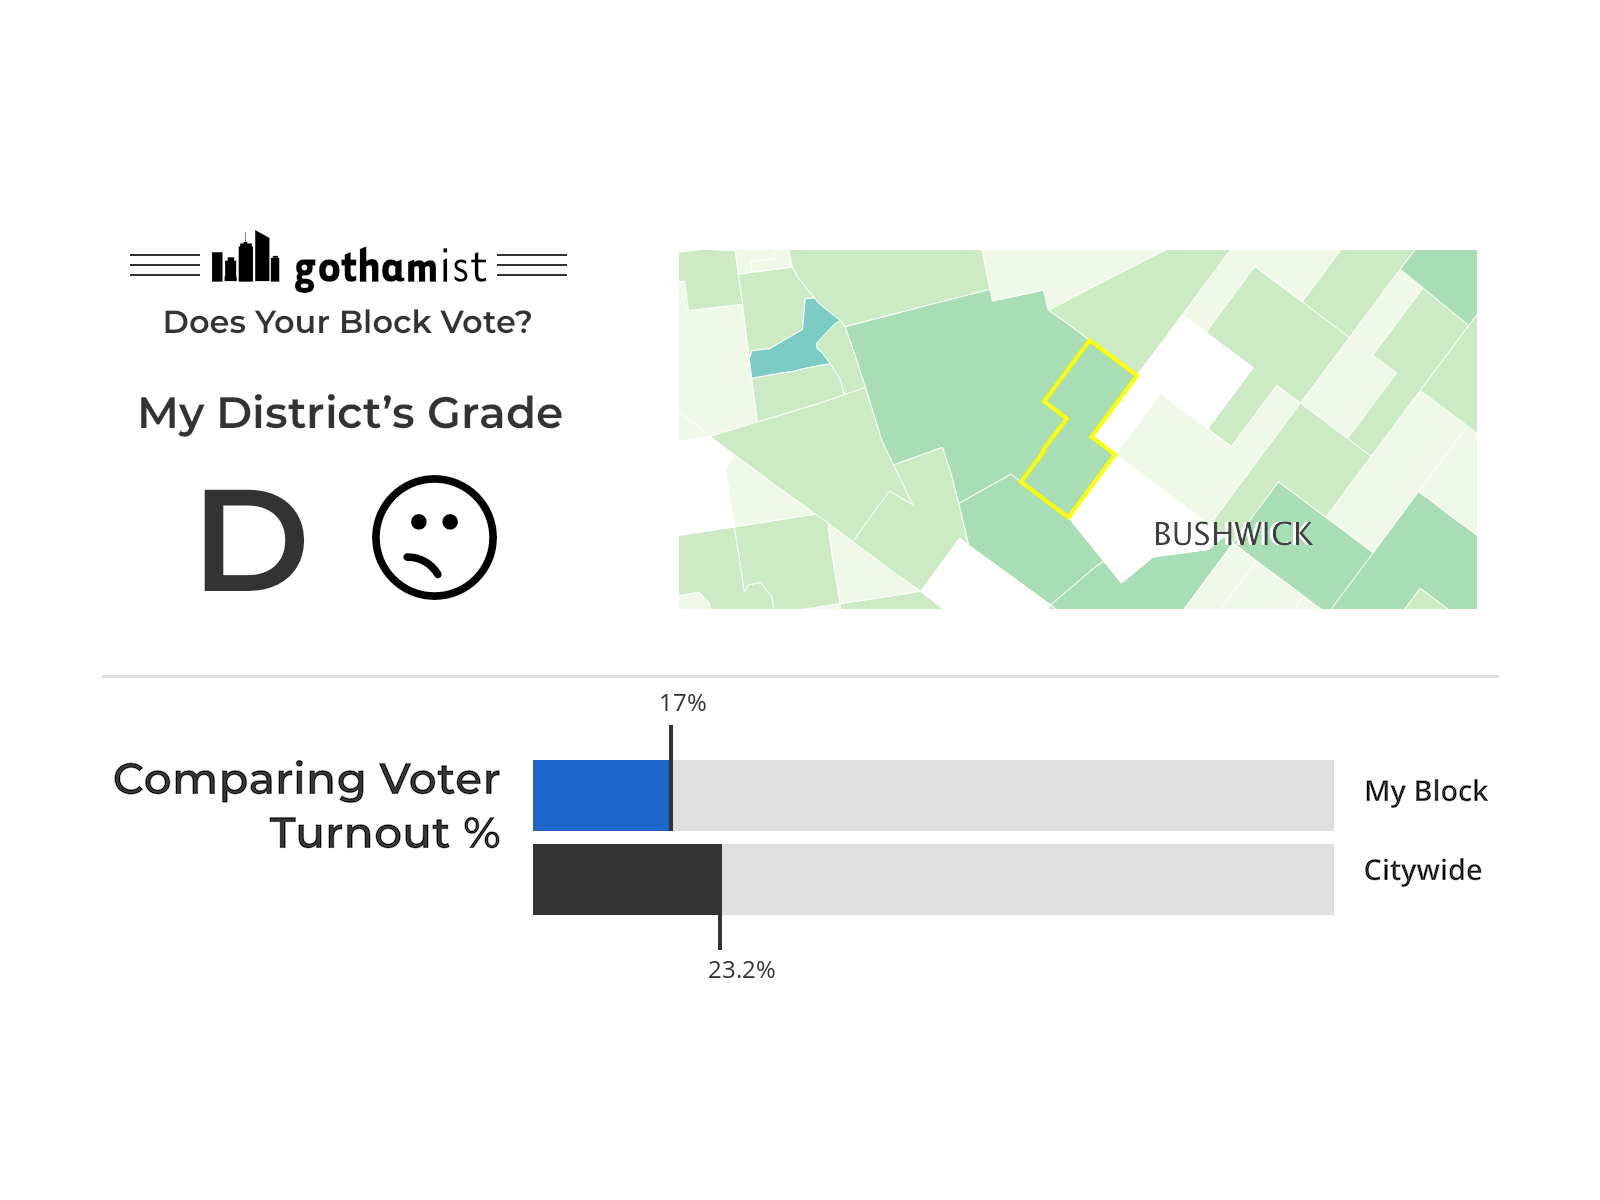 gothamist
Does Your Block Vote?
My District’s Grade
D
BUSHWICK
17%
Comparing Voter
Turnout %
My Block
Citywide
23.2%